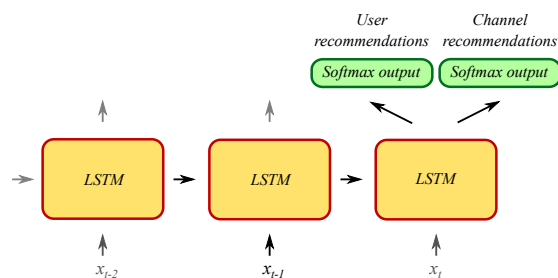 User
recommendations
Channel
recommendations
Softmax output
Softmax output
LSTM
LSTM
LSTM
x_{t-2}
x_{t-1}
x_t